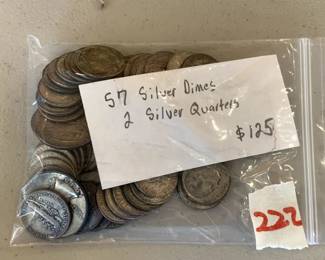 57 Silver Dimes
2 Silver Quarters
$125
222